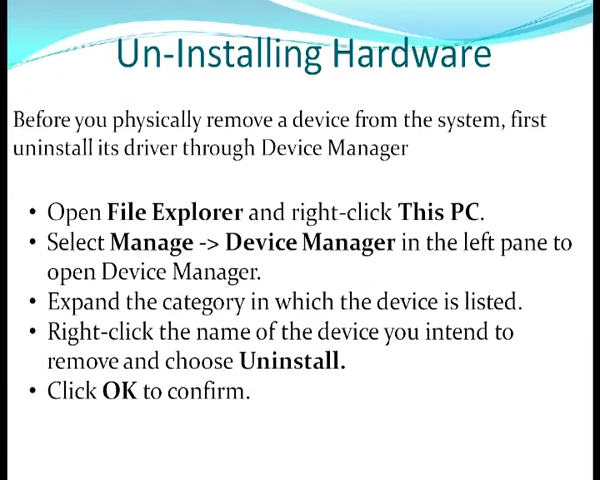 Un-Installing Hardware
Before you physically remove a device from the system, first
uninstall its driver through Device Manager
• Open File Explorer and right-click This PC.
• Select Manage -> Device Manager in the left pane to
open Device Manager.
• Expand the category in which the device is listed.
• Right-click the name of the device you intend to
remove and choose Uninstall.
• Click OK to confirm.